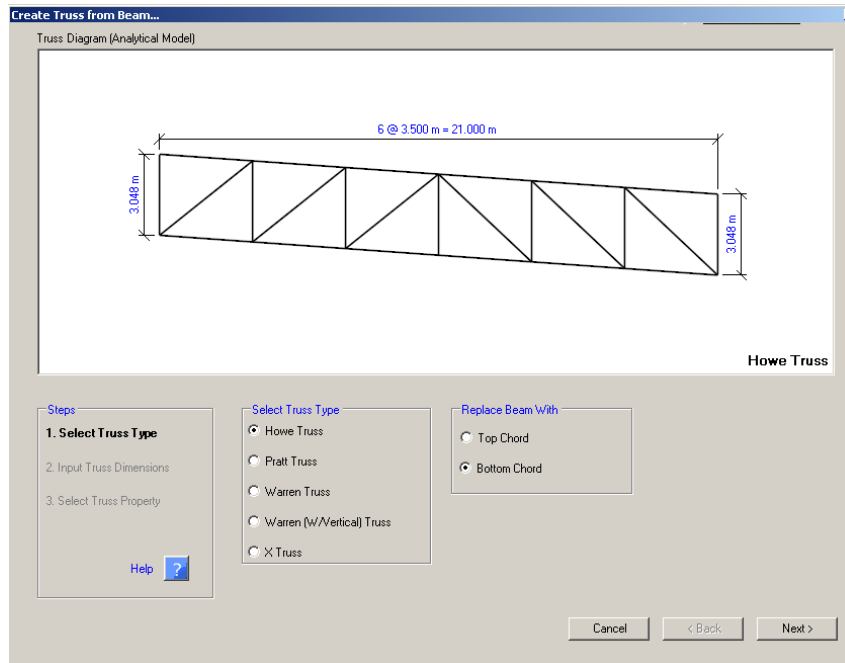 Create Truss from Beam...
Truss Diagram (Analytical Model)
6 @ 3.500 m = 21.000 m
3.048 m
3.048 m
Howe Truss
Steps
1. Select Truss Type
2. Input Truss Dimensions
3. Select Truss Property
Help
?
Select Truss Type
Howe Truss
Pratt Truss
Warren Truss
Warren (W/Vertical) Truss
X Truss
Replace Beam With
Top Chord
Bottom Chord
Cancel
< Back
Next >